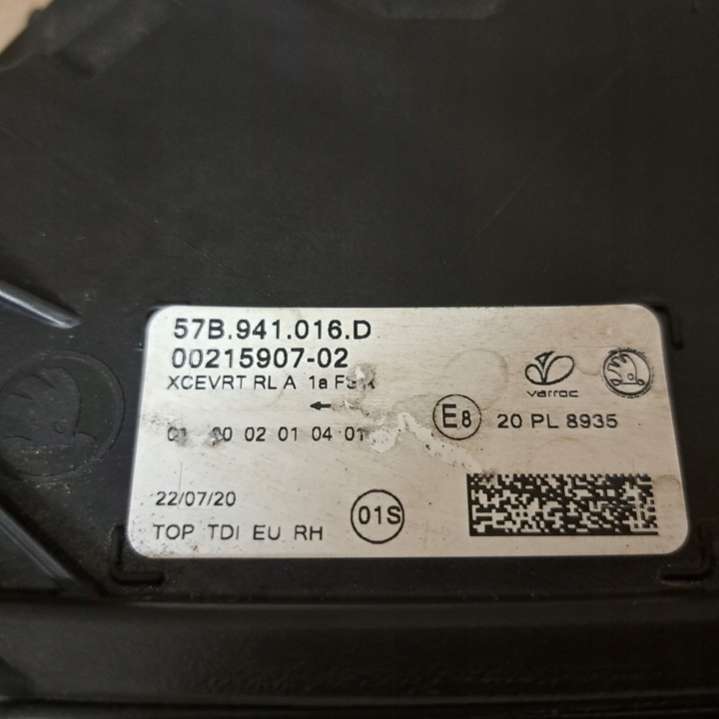 57B.941.016.D
00215907-02
XCEVRT RL A 1a
varroc
02 01 04 01
E8
20 PL 8935
22/07/20
01S
TOP TDI EU RH